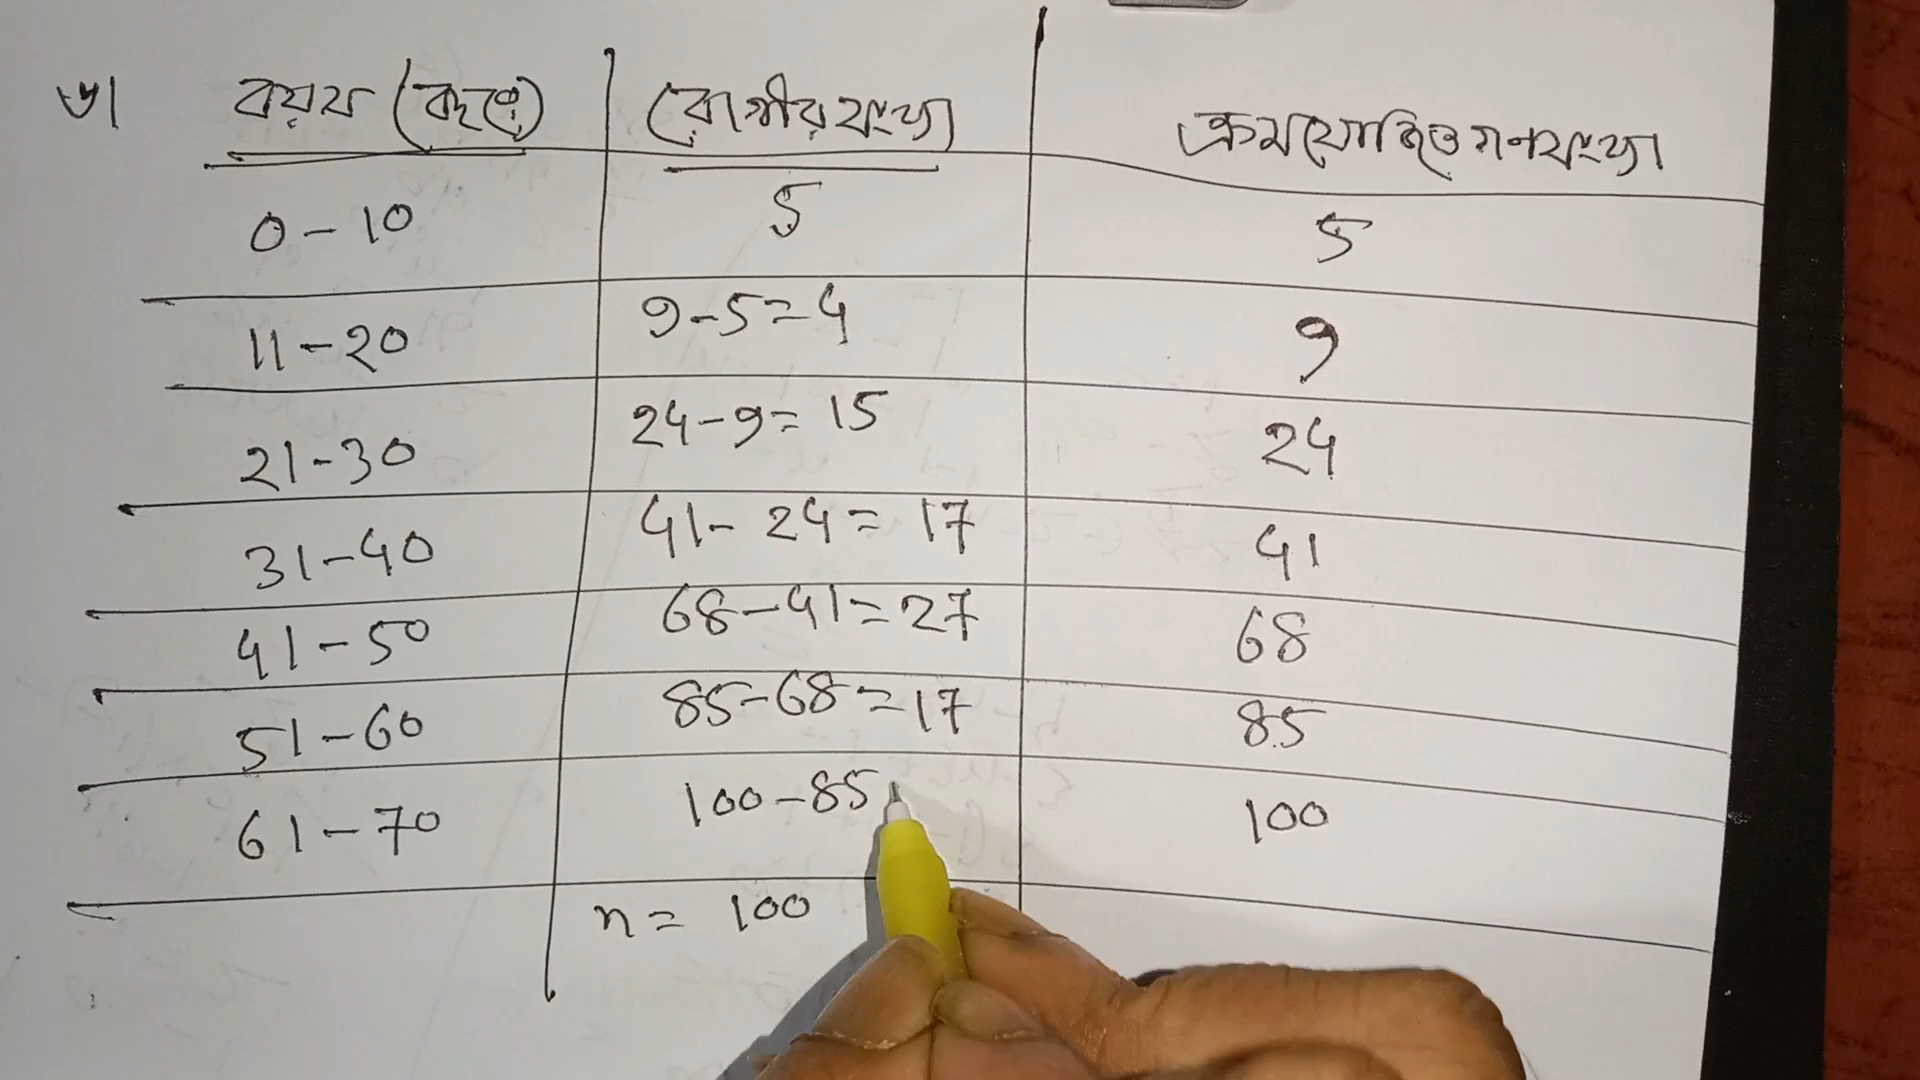 ৩। বয়স (বছরে) রোগীর সংখ্যা ক্রমযোজিত গণসংখ্যা
0-10 5 5
11-20 9-5=4 9
21-30 24-9=15 24
31-40 41-24=17 41
41-50 68-41=27 68
51-60 85-68=17 85
61-70 100-85 100
n= 100